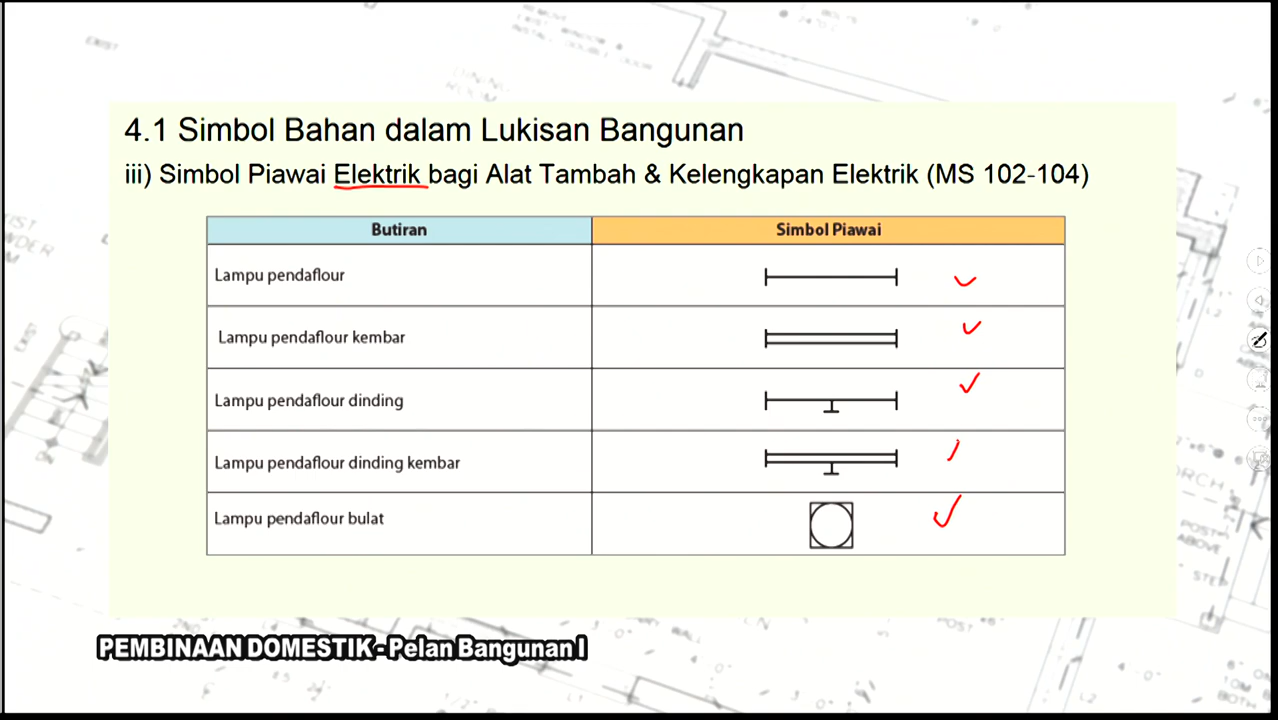 4.1 Simbol Bahan dalam Lukisan Bangunan
iii) Simbol Piawai Elektrik bagi Alat Tambah & Kelengkapan Elektrik (MS 102-104)
Butiran
Simbol Piawai
Lampu pendaflour
Lampu pendaflour kembar
Lampu pendaflour dinding
Lampu pendaflour dinding kembar
Lampu pendaflour bulat
PEMBINAAN DOMESTIK-Pelan Bangunan I